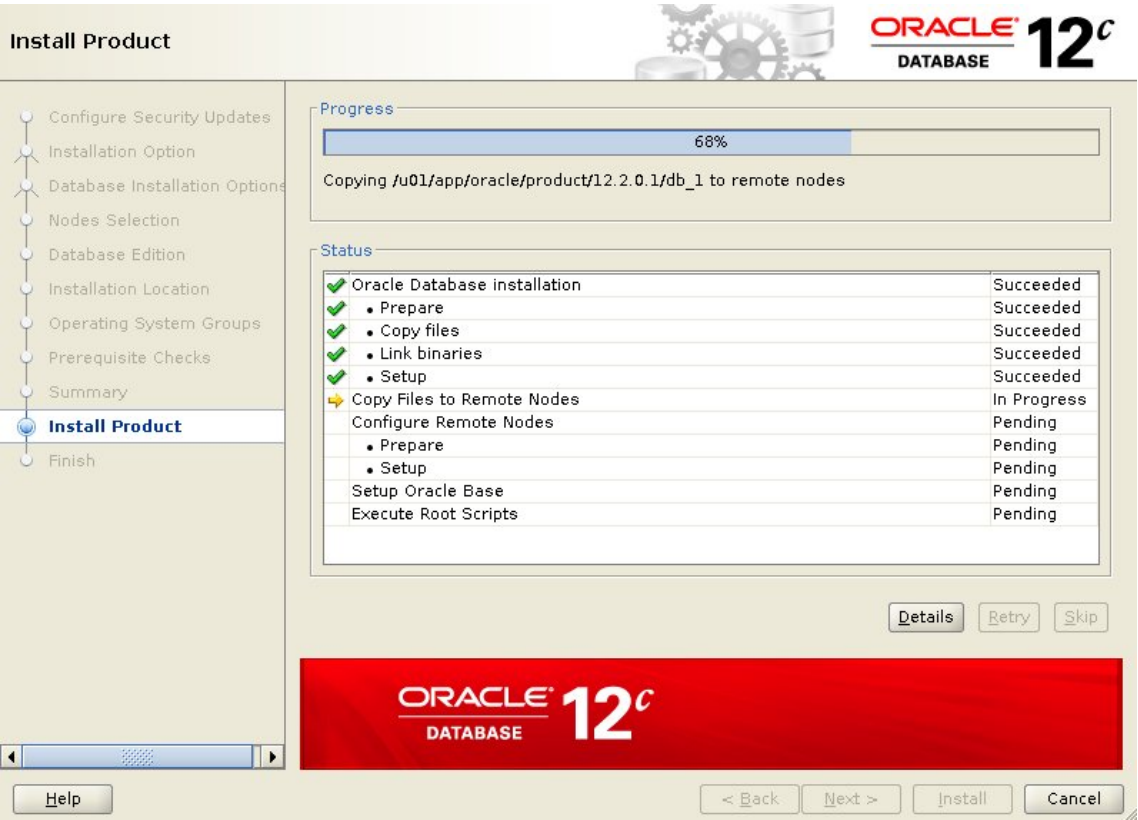 Install Product
ORACLE
DATABASE
12c
Configure Security Updates
Installation Option
Database Installation Options
Nodes Selection
Database Edition
Installation Location
Operating System Groups
Prerequisite Checks
Summary
Install Product
Finish
Progress
68%
Copying /u01/app/oracle/product/12.2.0.1/db_1 to remote nodes
Status
Oracle Database installation Succeeded
• Prepare Succeeded
• Copy files Succeeded
• Link binaries Succeeded
• Setup Succeeded
Copy Files to Remote Nodes In Progress
Configure Remote Nodes Pending
• Prepare Pending
• Setup Pending
Setup Oracle Base Pending
Execute Root Scripts Pending
Details Retry Skip
ORACLE
DATABASE
12c
Help < Back Next > Install Cancel